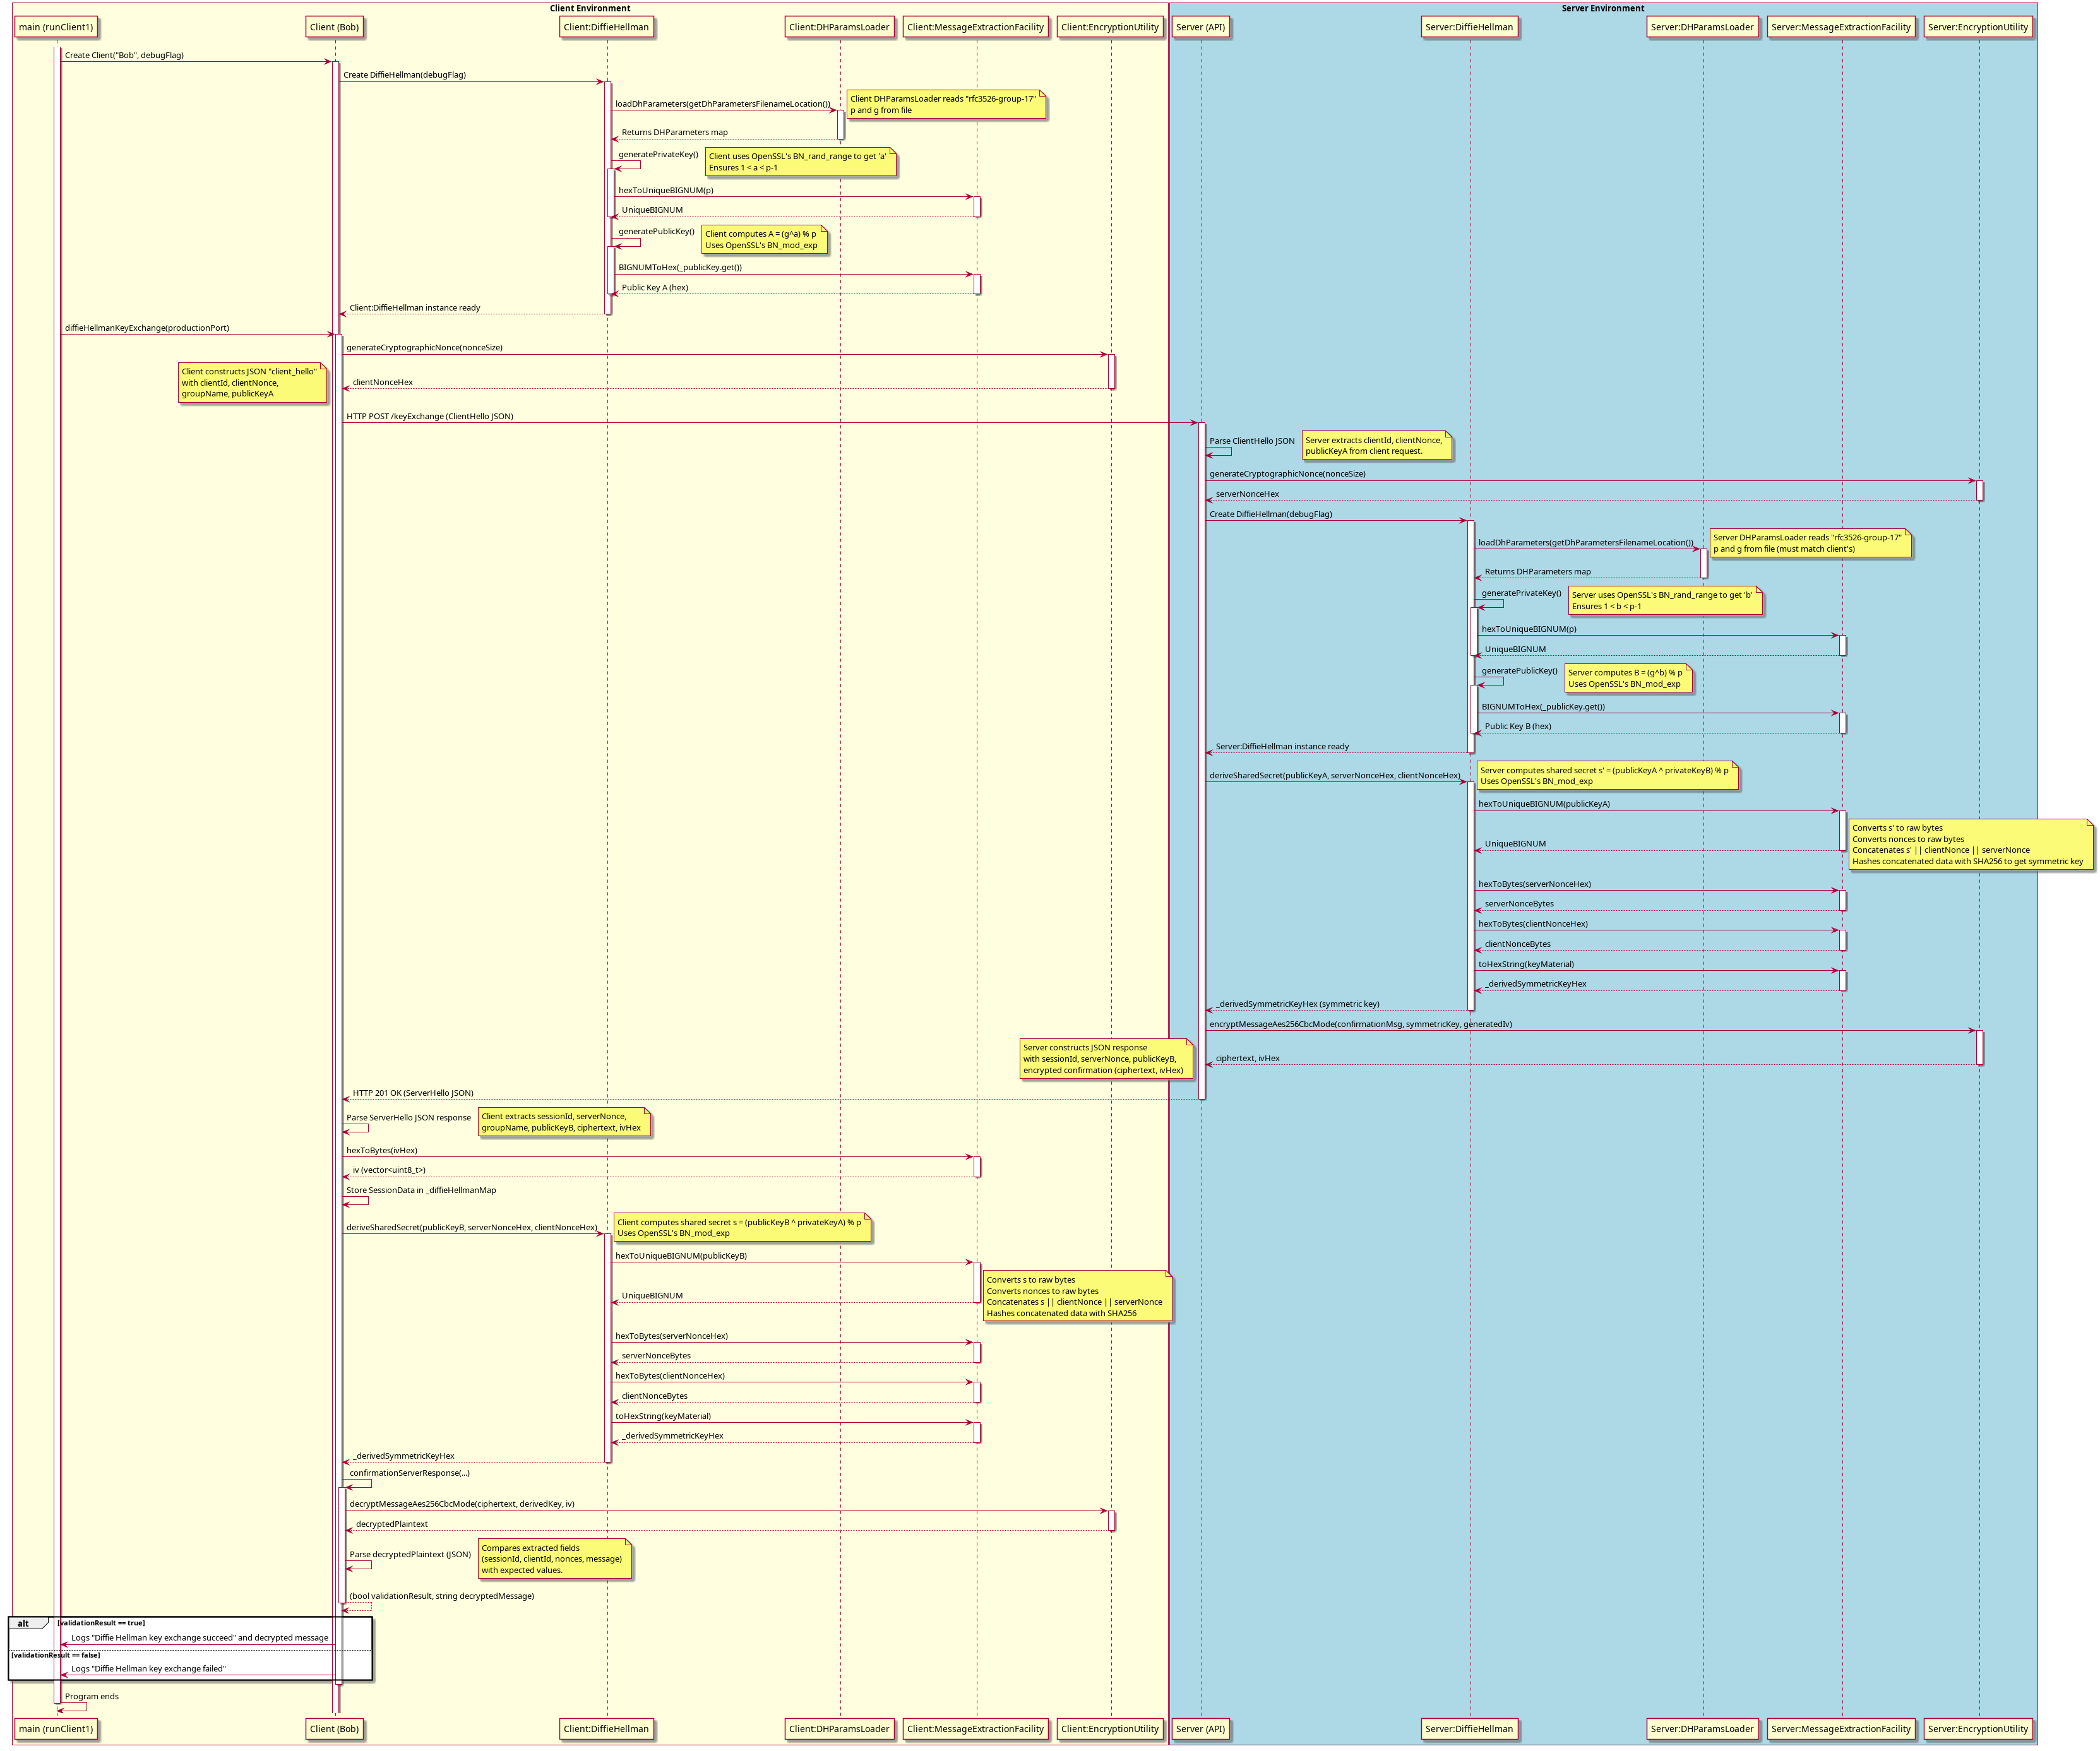 Client Environment
Server Environment
main (runClient1)
Client (Bob)
Client:DiffieHellman
Client:DHParamsLoader
Client:MessageExtractionFacility
Client:EncryptionUtility
Server (API)
Server:DiffieHellman
Server:DHParamsLoader
Server:MessageExtractionFacility
Server:EncryptionUtility
Create Client("Bob", debugFlag)
Create DiffieHellman(debugFlag)
loadDhParameters(getDhParametersFilenameLocation())
Client DHParamsLoader reads "rfc3526-group-17"
p and g from file
Returns DHParameters map
generatePrivateKey()
Client uses OpenSSL's BN_rand_range to get 'a'
Ensures 1 < a < p-1
hexToUniqueBIGNUM(p)
UniqueBIGNUM
generatePublicKey()
Client computes A = (g^a) % p
Uses OpenSSL's BN_mod_exp
BIGNUMToHex(_publicKey.get())
Public Key A (hex)
Client:DiffieHellman instance ready
diffieHellmanKeyExchange(productionPort)
generateCryptographicNonce(nonceSize)
Client constructs JSON "client_hello"
with clientId, clientNonce,
groupName, publicKeyA
clientNonceHex
HTTP POST /keyExchange (ClientHello JSON)
Parse ClientHello JSON
Server extracts clientId, clientNonce,
publicKeyA from client request.
generateCryptographicNonce(nonceSize)
serverNonceHex
Create DiffieHellman(debugFlag)
loadDhParameters(getDhParametersFilenameLocation())
Server DHParamsLoader reads "rfc3526-group-17"
p and g from file (must match client's)
Returns DHParameters map
generatePrivateKey()
Server uses OpenSSL's BN_rand_range to get 'b'
Ensures 1 < b < p-1
hexToUniqueBIGNUM(p)
UniqueBIGNUM
generatePublicKey()
Server computes B = (g^b) % p
Uses OpenSSL's BN_mod_exp
BIGNUMToHex(_publicKey.get())
Public Key B (hex)
Server:DiffieHellman instance ready
deriveSharedSecret(publicKeyA, serverNonceHex, clientNonceHex)
Server computes shared secret s' = (publicKeyA ^ privateKeyB) % p
Uses OpenSSL's BN_mod_exp
hexToUniqueBIGNUM(publicKeyA)
UniqueBIGNUM
Converts s' to raw bytes
Converts nonces to raw bytes
Concatenates s' || clientNonce || serverNonce
Hashes concatenated data with SHA256 to get symmetric key
hexToBytes(serverNonceHex)
serverNonceBytes
hexToBytes(clientNonceHex)
clientNonceBytes
toHexString(keyMaterial)
_derivedSymmetricKeyHex
_derivedSymmetricKeyHex (symmetric key)
encryptMessageAes256CbcMode(confirmationMsg, symmetricKey, generatedIv)
Server constructs JSON response
with sessionId, serverNonce, publicKeyB,
encrypted confirmation (ciphertext, ivHex)
ciphertext, ivHex
HTTP 201 OK (ServerHello JSON)
Parse ServerHello JSON response
Client extracts sessionId, serverNonce,
groupName, publicKeyB, ciphertext, ivHex
hexToBytes(ivHex)
iv (vector<uint8_t>)
Store SessionData in _diffieHellmanMap
deriveSharedSecret(publicKeyB, serverNonceHex, clientNonceHex)
Client computes shared secret s = (publicKeyB ^ privateKeyA) % p
Uses OpenSSL's BN_mod_exp
hexToUniqueBIGNUM(publicKeyB)
UniqueBIGNUM
Converts s to raw bytes
Converts nonces to raw bytes
Concatenates s || clientNonce || serverNonce
Hashes concatenated data with SHA256
hexToBytes(serverNonceHex)
serverNonceBytes
hexToBytes(clientNonceHex)
clientNonceBytes
toHexString(keyMaterial)
_derivedSymmetricKeyHex
_derivedSymmetricKeyHex
confirmationServerResponse(...)
decryptMessageAes256CbcMode(ciphertext, derivedKey, iv)
decryptedPlaintext
Parse decryptedPlaintext (JSON)
Compares extracted fields
(sessionId, clientId, nonces, message)
with expected values.
(bool validationResult, string decryptedMessage)
alt [validationResult == true]
Logs "Diffie Hellman key exchange succeed" and decrypted message
[validationResult == false]
Logs "Diffie Hellman key exchange failed"
Program ends
main (runClient1)
Client (Bob)
Client:DiffieHellman
Client:DHParamsLoader
Client:MessageExtractionFacility
Client:EncryptionUtility
Server (API)
Server:DiffieHellman
Server:DHParamsLoader
Server:MessageExtractionFacility
Server:EncryptionUtility